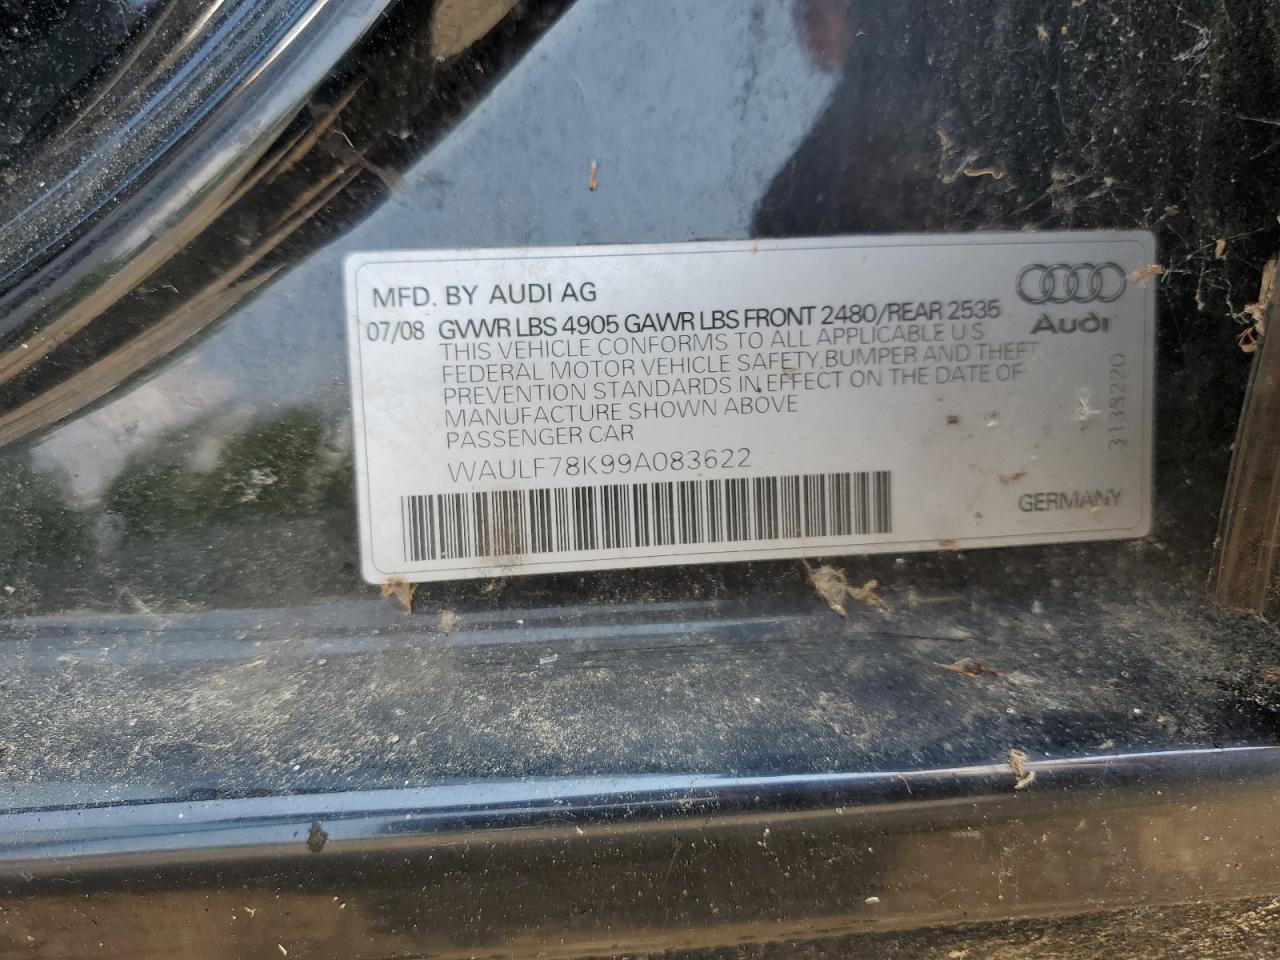 MFD. BY AUDI AG
07/08 GVWR LBS 4905 GAWR LBS FRONT 2480/REAR 2535
Audi
THIS VEHICLE CONFORMS TO ALL APPLICABLE U S
FEDERAL MOTOR VEHICLE SAFETY, BUMPER AND THEFT
PREVENTION STANDARDS IN EFFECT ON THE DATE OF
MANUFACTURE SHOWN ABOVE
PASSENGER CAR
WAULF78K99A083622
3133220
GERMANY